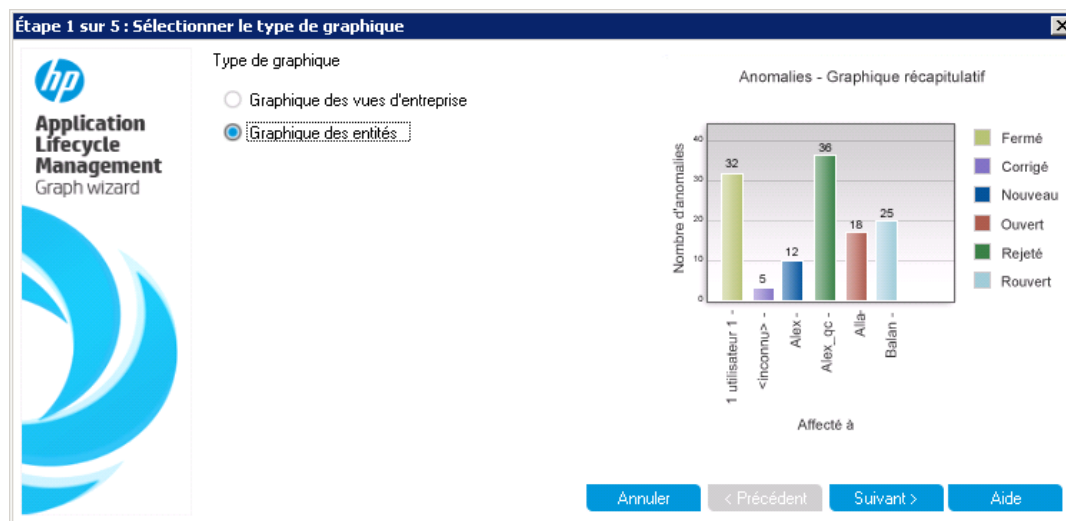 Étape 1 sur 5 : Sélectionner le type de graphique
hp
Application
Lifecycle
Management
Graph wizard
Type de graphique
Graphique des vues d'entreprise
Graphique des entités
Anomalies - Graphique récapitulatif
Nombre d'anomalies
40
30
20
10
0
32
5
12
36
18
25
1 utilisateur 1 -
<inconnu> -
Alex -
Alex_qc -
Alla-
Balan -
Affecté à
Fermé
Corrigé
Nouveau
Ouvert
Rejeté
Rouvert
Annuler
< Précédent
Suivant >
Aide